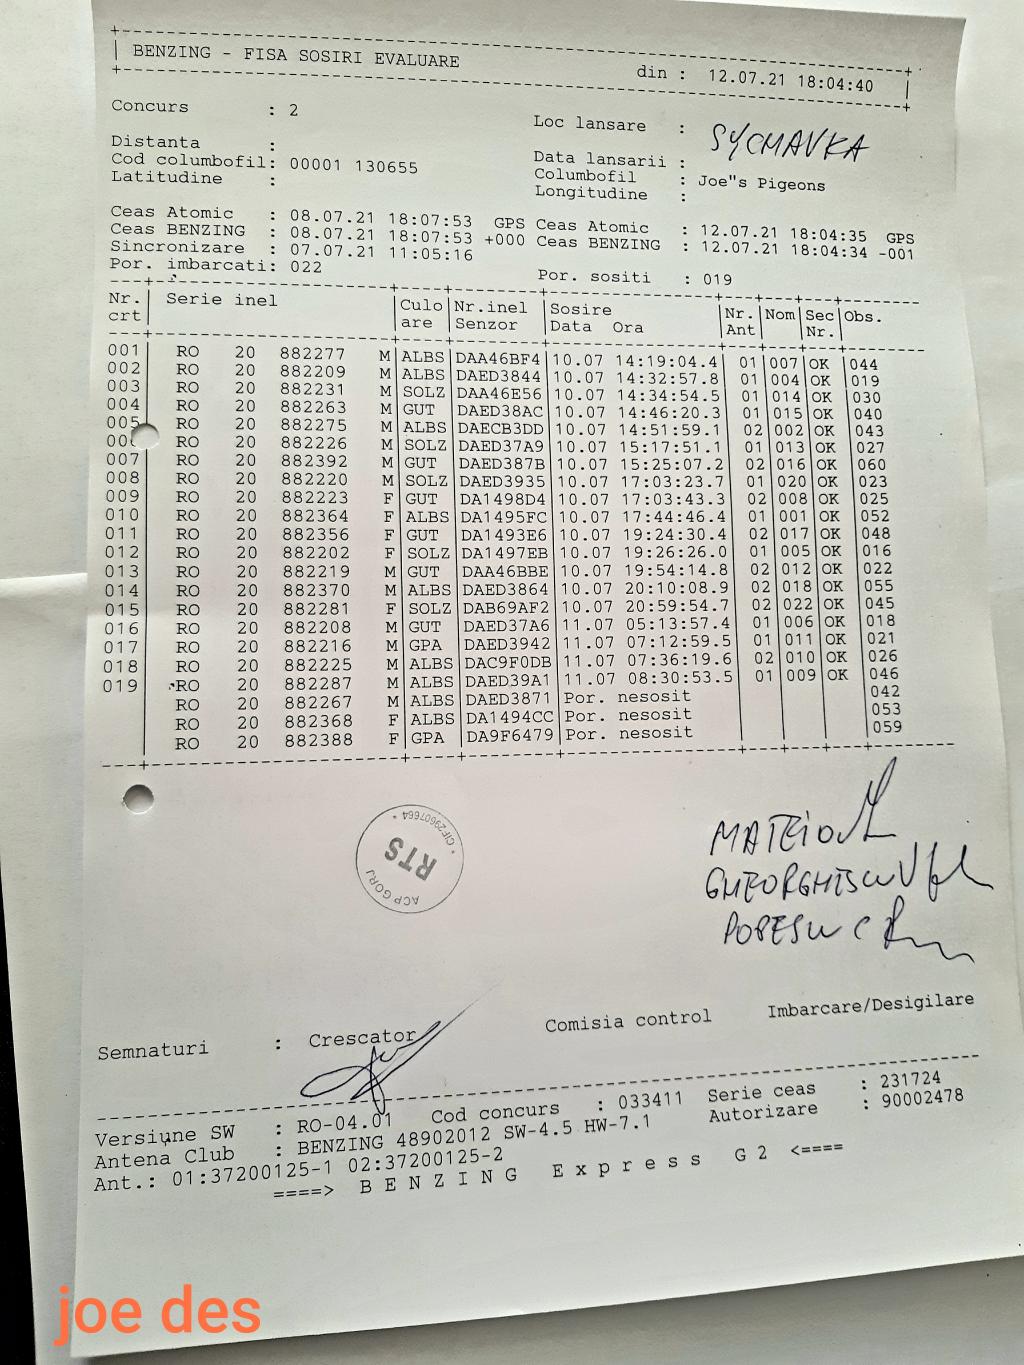 BENZING - FISA SOSIRI EVALUARE din : 12.07.21 18:04:40
Concurs : 2 Loc lansare : SYCMAVKA
Distanta : Data lansarii :
Cod columbofil: 00001 130655 Columbofil : Joe"s Pigeons
Latitudine : Longitudine :
Ceas Atomic : 08.07.21 18:07:53 GPS Ceas Atomic : 12.07.21 18:04:35 GPS
Ceas BENZING : 08.07.21 18:07:53 +000 Ceas BENZING : 12.07.21 18:04:34 -001
Sincronizare : 07.07.21 11:05:16
Por. imbarcati: 022 Por. sositi : 019
Nr. Serie inel Culo Nr.inel Sosire Nr. Nom Sec Obs.
crt are Senzor Data Ora Ant Nr.
001 RO 20 882277 M ALBS DAA46BF4 10.07 14:19:04.4 01 007 OK 044
002 RO 20 882209 M ALBS DAED3844 10.07 14:32:57.8 01 004 OK 019
003 RO 20 882231 M SOLZ DAA46E56 10.07 14:34:54.5 01 014 OK 030
004 RO 20 882263 M GUT DAED38AC 10.07 14:46:20.3 01 015 OK 040
005 RO 20 882275 M ALBS DAECB3DD 10.07 14:51:59.1 02 002 OK 043
00 RO 20 882226 M SOLZ DAED37A9 10.07 15:17:51.1 01 013 OK 027
007 RO 20 882392 M GUT DAED387B 10.07 15:25:07.2 02 016 OK 060
008 RO 20 882220 M SOLZ DAED3935 10.07 17:03:23.7 01 020 OK 023
009 RO 20 882223 F GUT DA1498D4 10.07 17:03:43.3 02 008 OK 025
010 RO 20 882364 F ALBS DA1495FC 10.07 17:44:46.4 01 001 OK 052
011 RO 20 882356 F GUT DA1493E6 10.07 19:24:30.4 02 017 OK 048
012 RO 20 882202 F SOLZ DA1497EB 10.07 19:26:26.0 01 005 OK 016
013 RO 20 882219 M GUT DAA46BBE 10.07 19:54:14.8 02 012 OK 022
014 RO 20 882370 M ALBS DAED3864 10.07 20:10:08.9 02 018 OK 055
015 RO 20 882281 F SOLZ DAB69AF2 10.07 20:59:54.7 02 022 OK 045
016 RO 20 882208 M GUT DAED37A6 11.07 05:13:57.4 01 006 OK 018
017 RO 20 882216 M GPA DAED3942 11.07 07:12:59.5 01 011 OK 021
018 RO 20 882225 M ALBS DAC9F0DB 11.07 07:36:19.6 02 010 OK 026
019 RO 20 882287 M ALBS DAED39A1 11.07 08:30:53.5 01 009 OK 046
RO 20 882267 M ALBS DAED3871 Por. nesosit 042
RO 20 882368 F ALBS DA1494CC Por. nesosit 053
RO 20 882388 F GPA DA9F6479 Por. nesosit 059
* CIF29607664 *
RTS
ACP GORJ
MATEIO
GHEORGHISCU
POPESCU C
Semnaturi : Crescator Comisia control Imbarcare/Desigilare
Versiune SW : RO-04.01 Cod concurs : 033411 Serie ceas : 231724
Antena Club : BENZING 48902012 SW-4.5 HW-7.1 Autorizare : 90002478
Ant.: 01:37200125-1 02:37200125-2
====> B E N Z I N G E x p r e s s G 2 <====
joe des